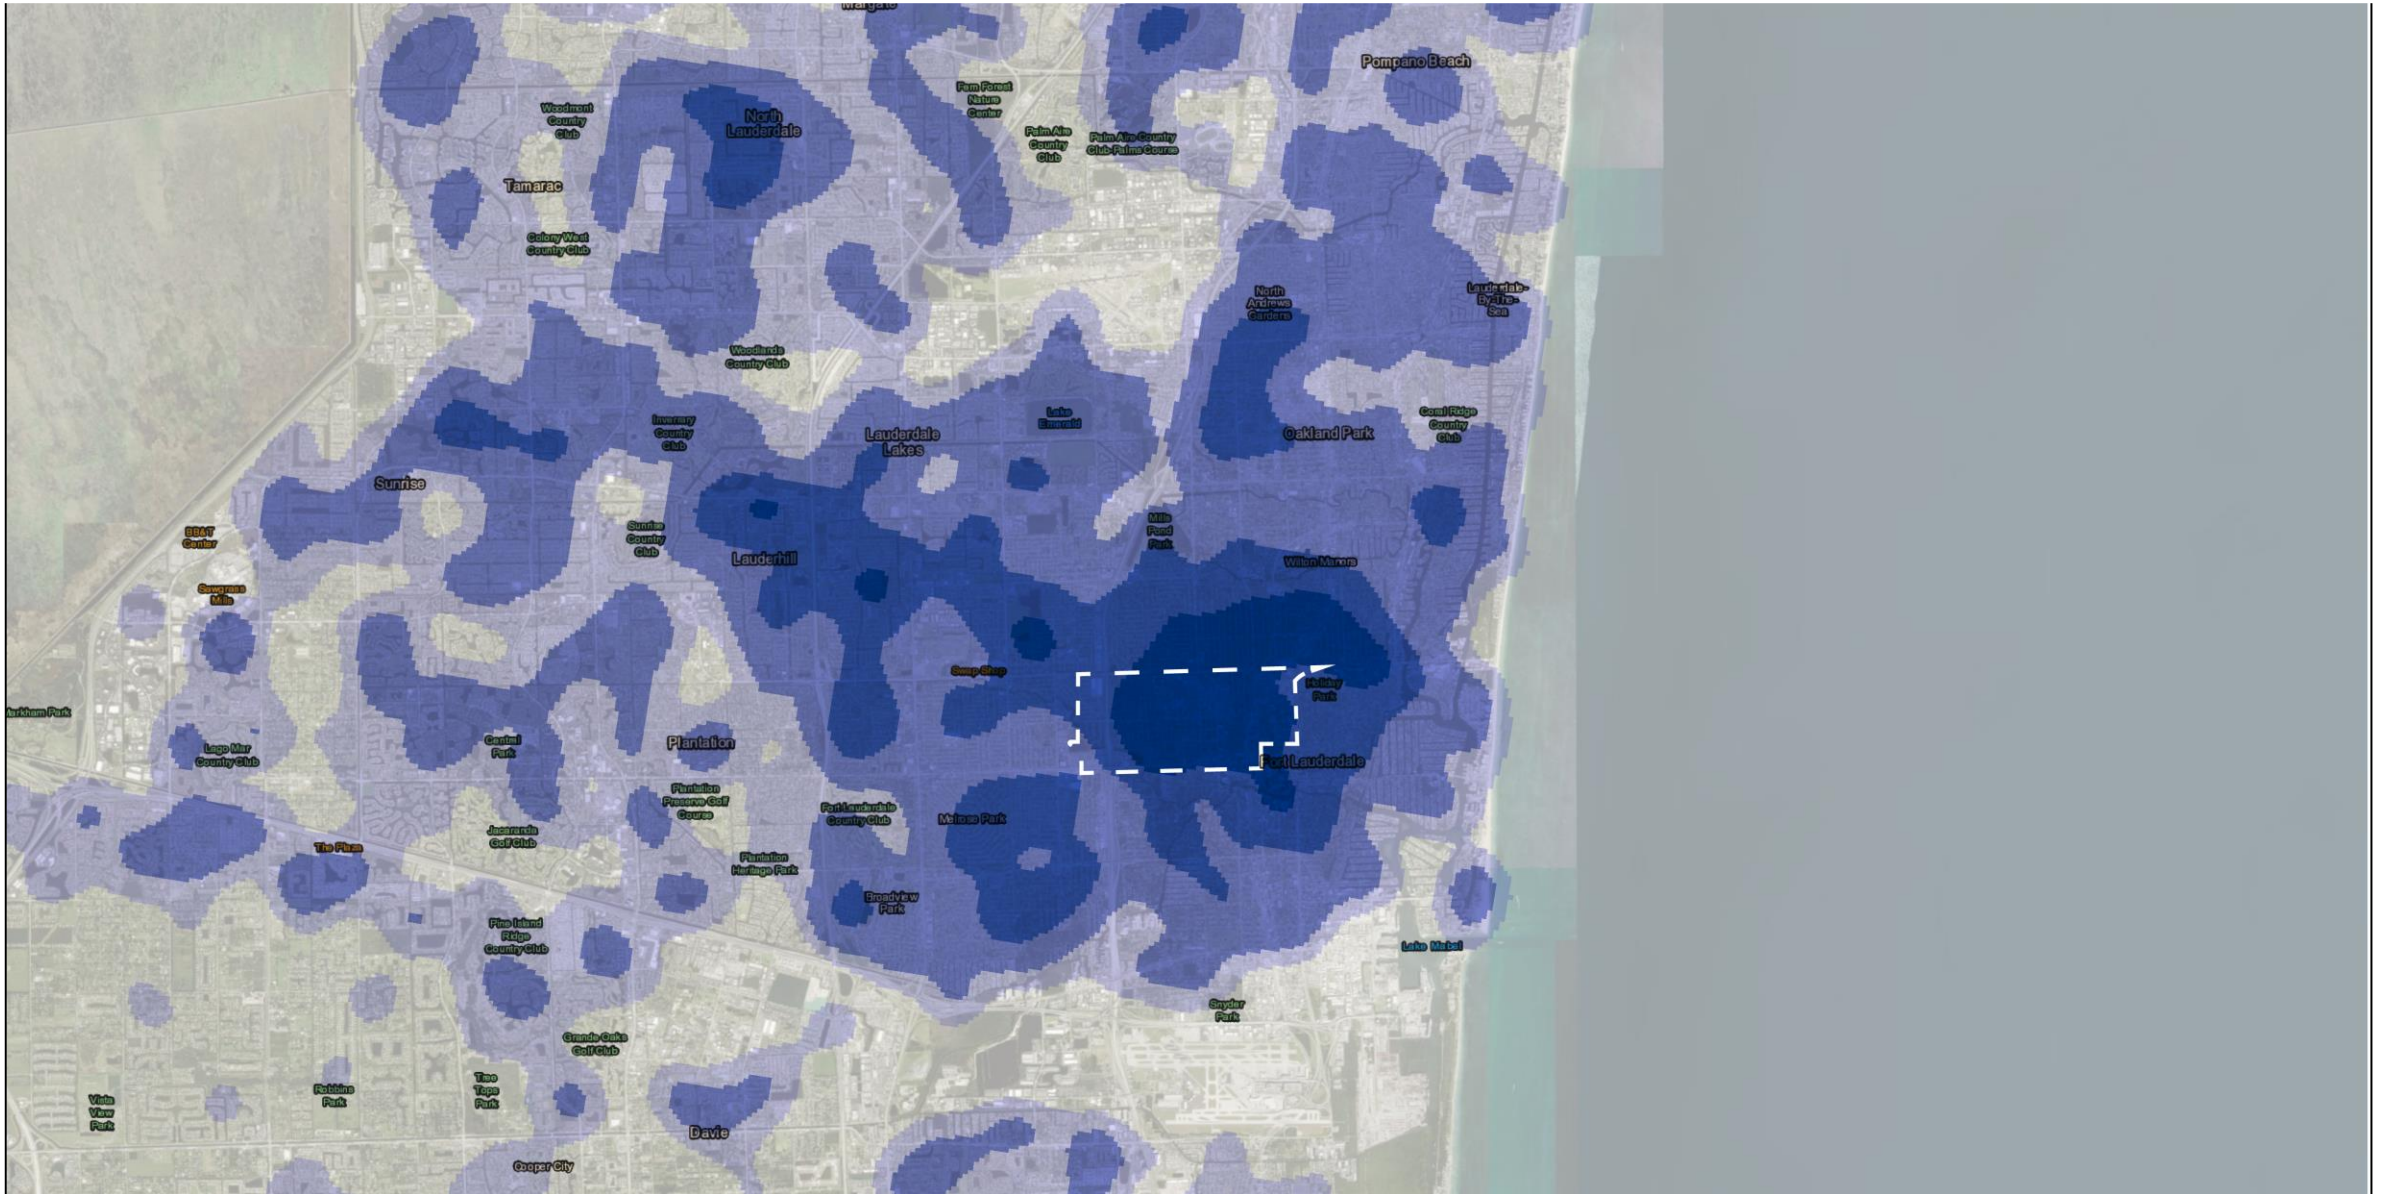 Margate
Pompano Beach
Fern Forest
Nature
Center
Woodmont
Country
Club
North
Lauderdale
Palm Aire
Country
Club
Palm Aire Country
Club-Palms Course
Tamarac
Colony West
Country Club
North
Andrews
Gardens
Lauderdale-
By-The-
Sea
Woodlands
Country Club
Inverrary
Country
Club
Lauderdale
Lakes
Lake
Emerald
Oakland Park
Coral Ridge
Country
Club
Sunrise
BB&T
Center
Sunrise
Country
Club
Lauderhill
Mills
Pond
Park
Wilton Manors
Sawgrass
Mills
Swap Shop
Holiday
Park
Markham Park
Lago Mar
Country Club
Central
Park
Plantation
Fort Lauderdale
Plantation
Preserve Golf
Course
Fort Lauderdale
Country Club
Melrose Park
Jacaranda
Golf Club
The Plaza
Plantation
Heritage Park
Broadview
Park
Pine Island
Ridge
Country Club
Lake Mabel
Snyder
Park
Grande Oaks
Golf Club
Tree
Tops
Park
Robbins
Park
Vista
View
Park
Davie
Cooper City